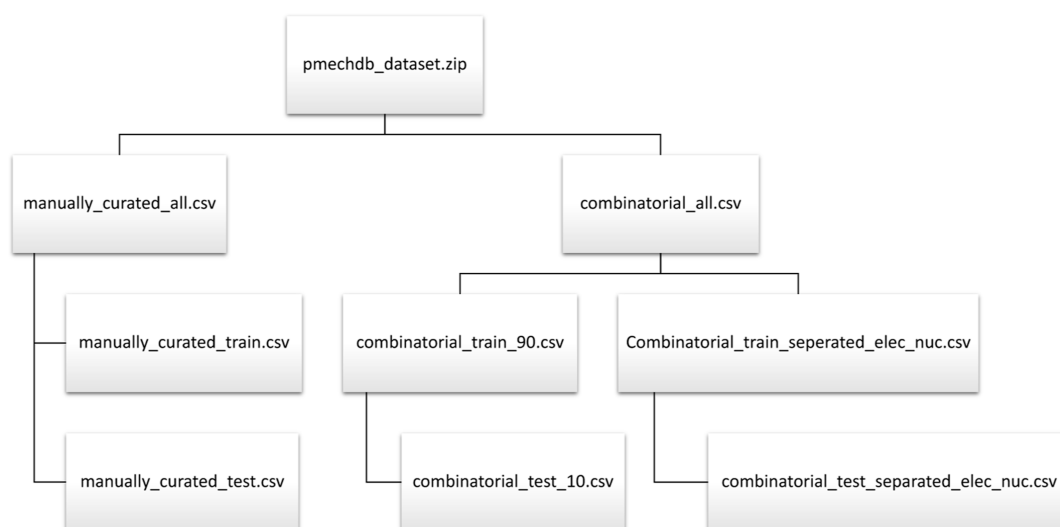 pmechdb_dataset.zip
manually_curated_all.csv
combinatorial_all.csv
manually_curated_train.csv
combinatorial_train_90.csv
Combinatorial_train_seperated_elec_nuc.csv
manually_curated_test.csv
combinatorial_test_10.csv
combinatorial_test_separated_elec_nuc.csv